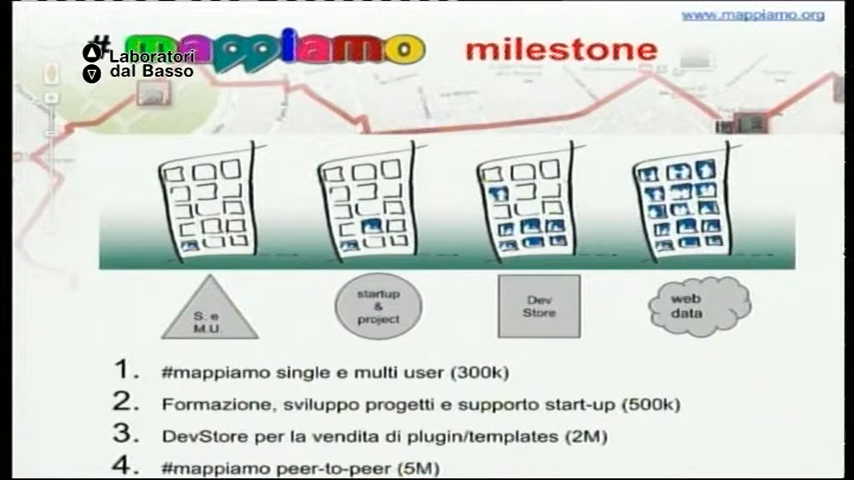 www.mappiamo.org
#mappiamo milestone
Laboratori
dal Basso
S. e
M.U.
startup
&
project
Dev
Store
web
data
1. #mappiamo single e multi user (300k)
2. Formazione, sviluppo progetti e supporto start-up (500k)
3. DevStore per la vendita di plugin/templates (2M)
4. #mappiamo peer-to-peer (5M)